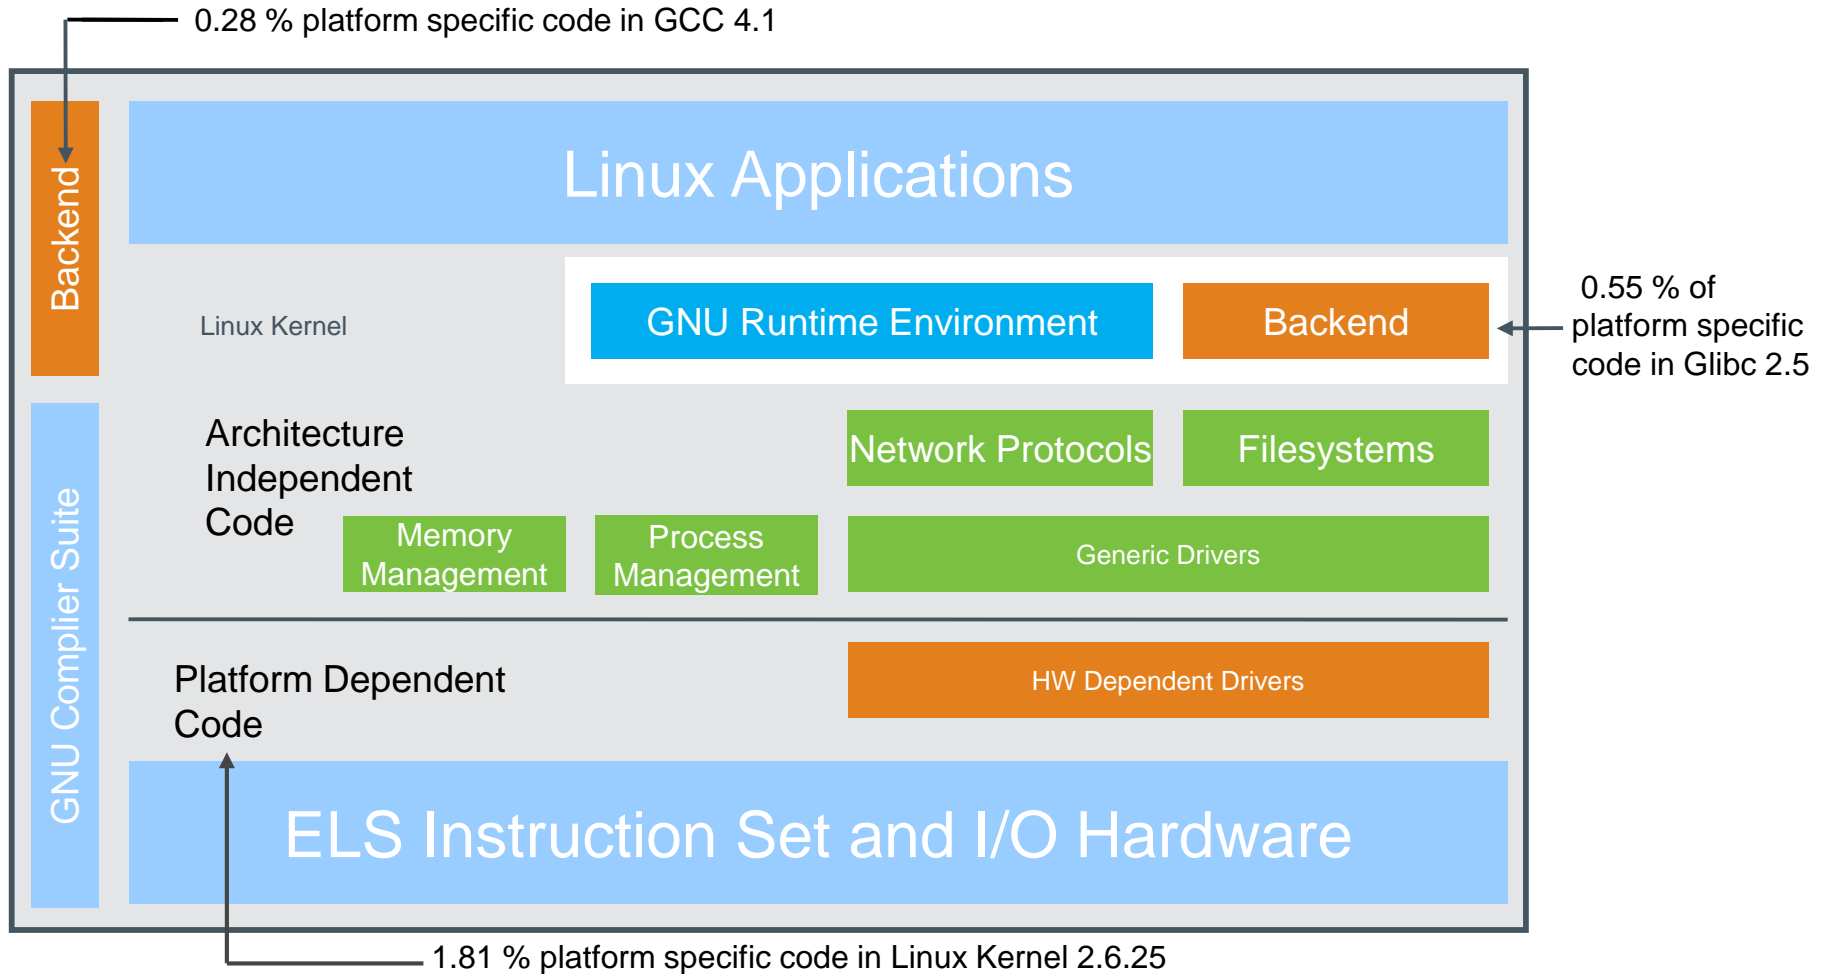 0.28 % platform specific code in GCC 4.1
Backend
Linux Applications
Linux Kernel
GNU Runtime Environment
Backend
0.55 % of
platform specific
code in Glibc 2.5
Architecture
Independent
Code
Network Protocols
Filesystems
Memory
Management
Process
Management
Generic Drivers
GNU Complier Suite
Platform Dependent
Code
HW Dependent Drivers
ELS Instruction Set and I/O Hardware
1.81 % platform specific code in Linux Kernel 2.6.25